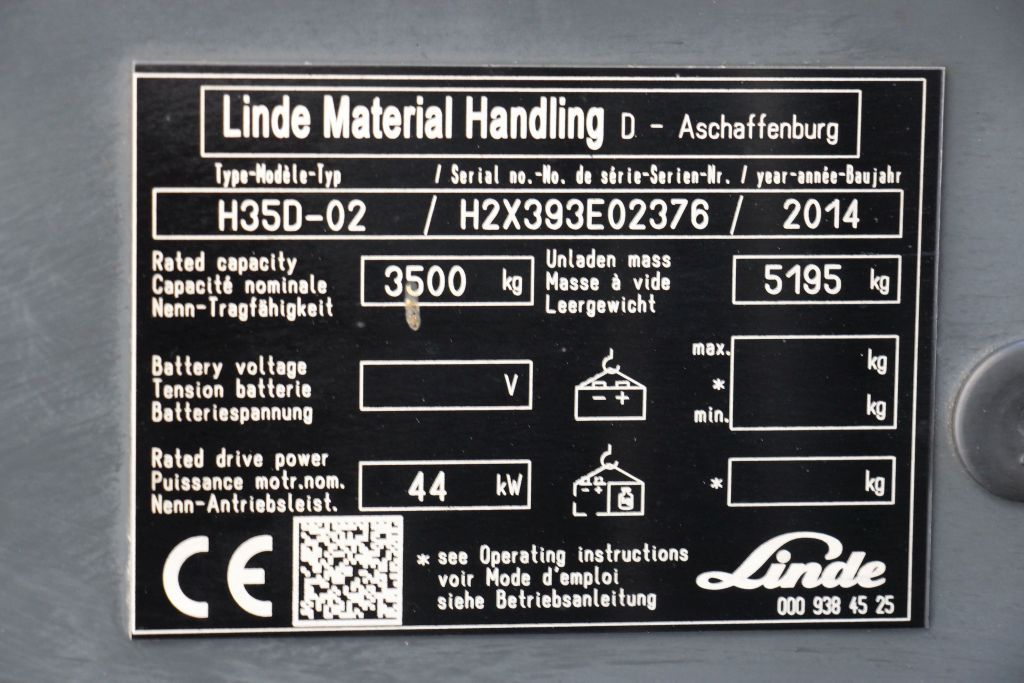 Linde Material Handling D - Aschaffenburg
Type-Modèle-Typ / Serial no.-No. de série-Serien-Nr. / year-année-Baujahr
H35D-02 / H2X393E02376 / 2014
Rated capacity
Capacité nominale
Nenn-Tragfähigkeit
3500 kg
Unladen mass
Masse à vide
Leergewicht
5195 kg
Battery voltage
Tension batterie
Batteriespannung
V
- +
max.
*
min.
kg
kg
Rated drive power
Puissance motr.nom.
Nenn-Antriebsleist.
44 kW
- +
*
kg
CE
* see Operating instructions
voir Mode d'emploi
siehe Betriebsanleitung
Linde
000 938 45 25